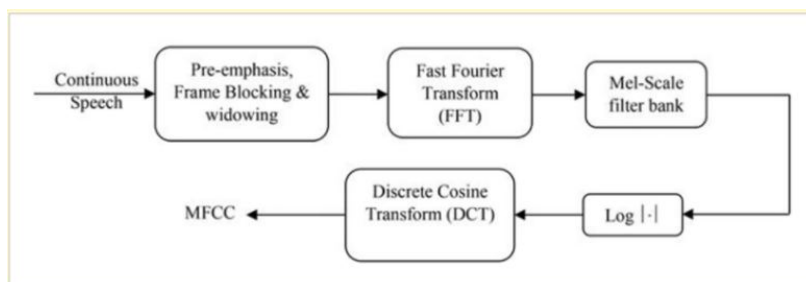 Continuous
Speech
Pre-emphasis,
Frame Blocking &
widowing
Fast Fourier
Transform
(FFT)
Mel-Scale
filter bank
Log |·|
Discrete Cosine
Transform (DCT)
MFCC